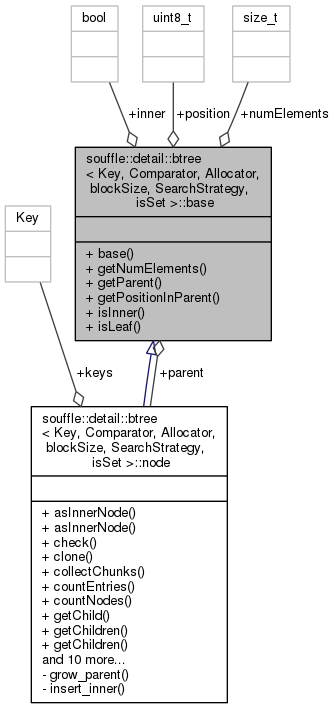 bool
uint8_t
size_t
+inner
+position
+numElements
souffle::detail::btree
< Key, Comparator, Allocator,
blockSize, SearchStrategy,
isSet >::base
+ base()
+ getNumElements()
+ getParent()
+ getPositionInParent()
+ isInner()
+ isLeaf()
Key
+keys
+parent
souffle::detail::btree
< Key, Comparator, Allocator,
blockSize, SearchStrategy,
isSet >::node
+ asInnerNode()
+ asInnerNode()
+ check()
+ clone()
+ collectChunks()
+ countEntries()
+ countNodes()
+ getChild()
+ getChildren()
+ getChildren()
and 10 more...
- grow_parent()
- insert_inner()